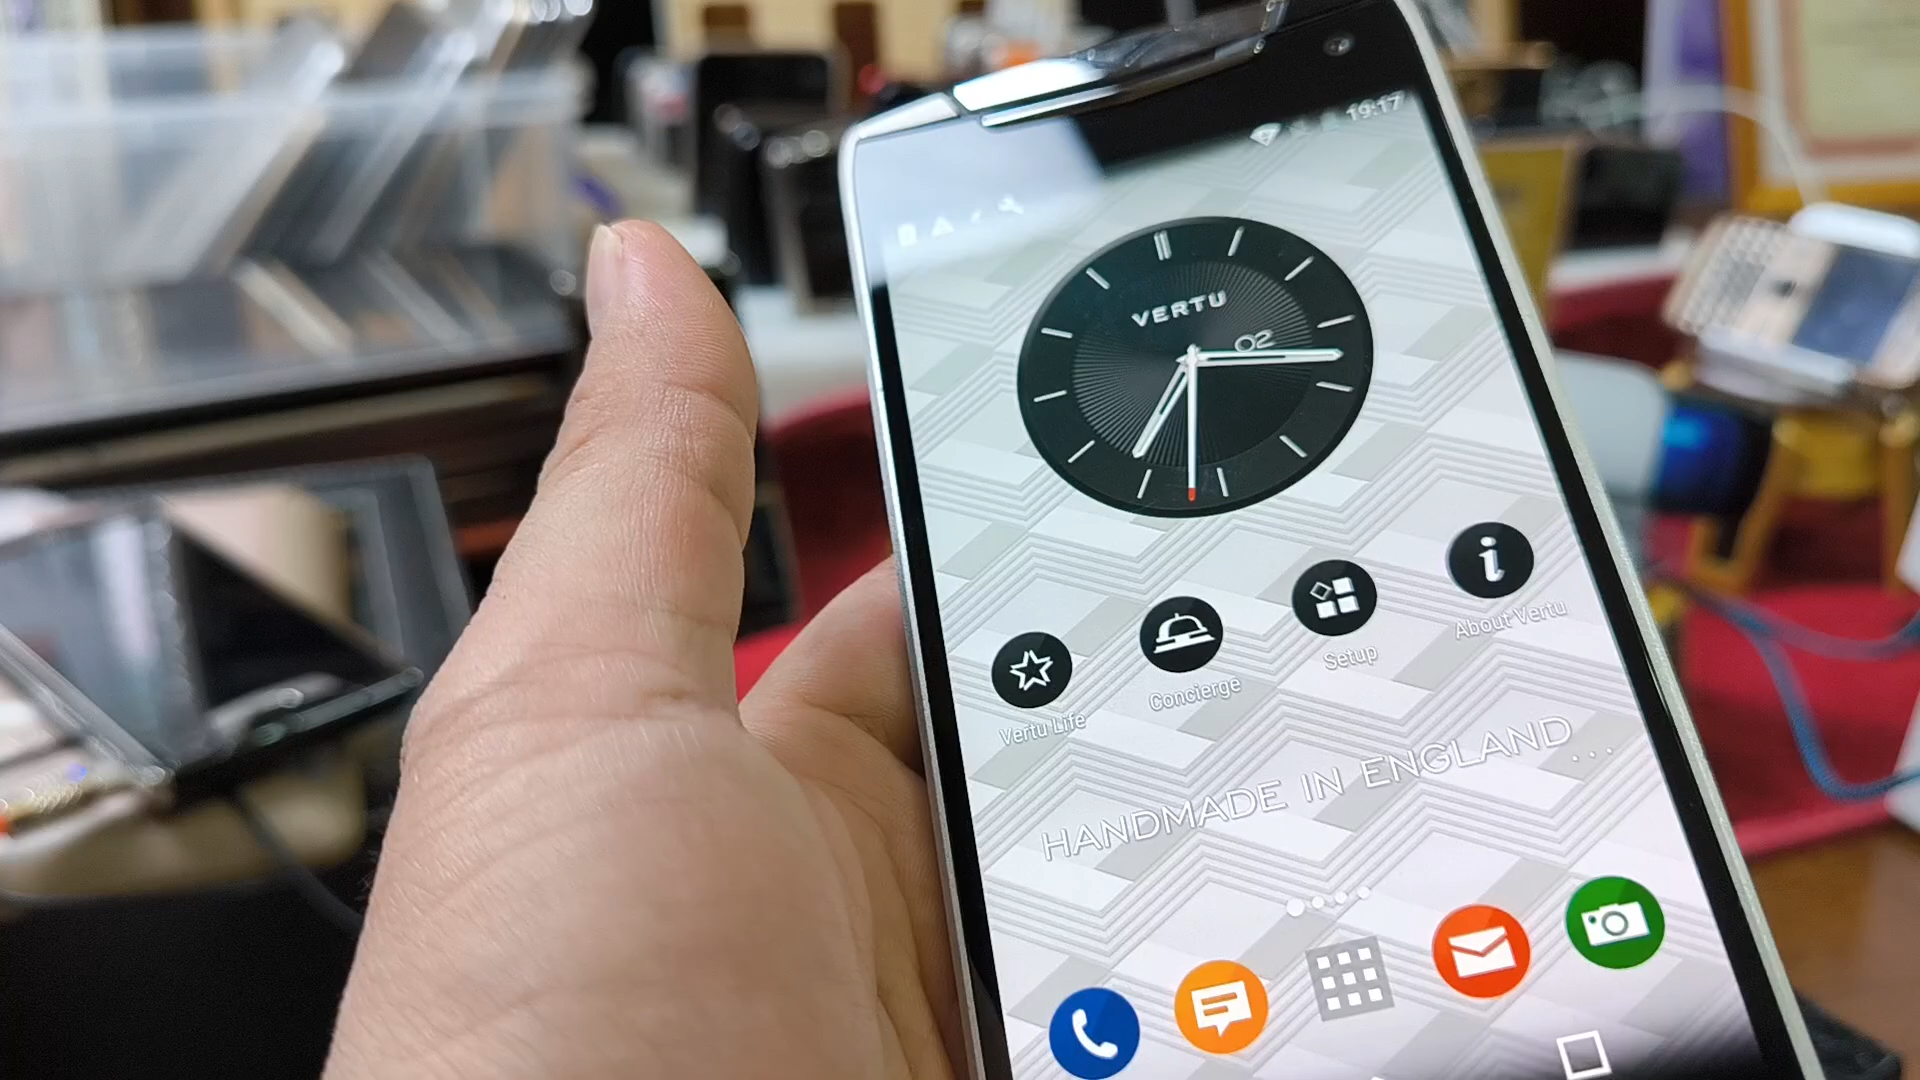 19:17
VERTU
02
Vertu Life
Concierge
Setup
About Vertu
HANDMADE IN ENGLAND
...